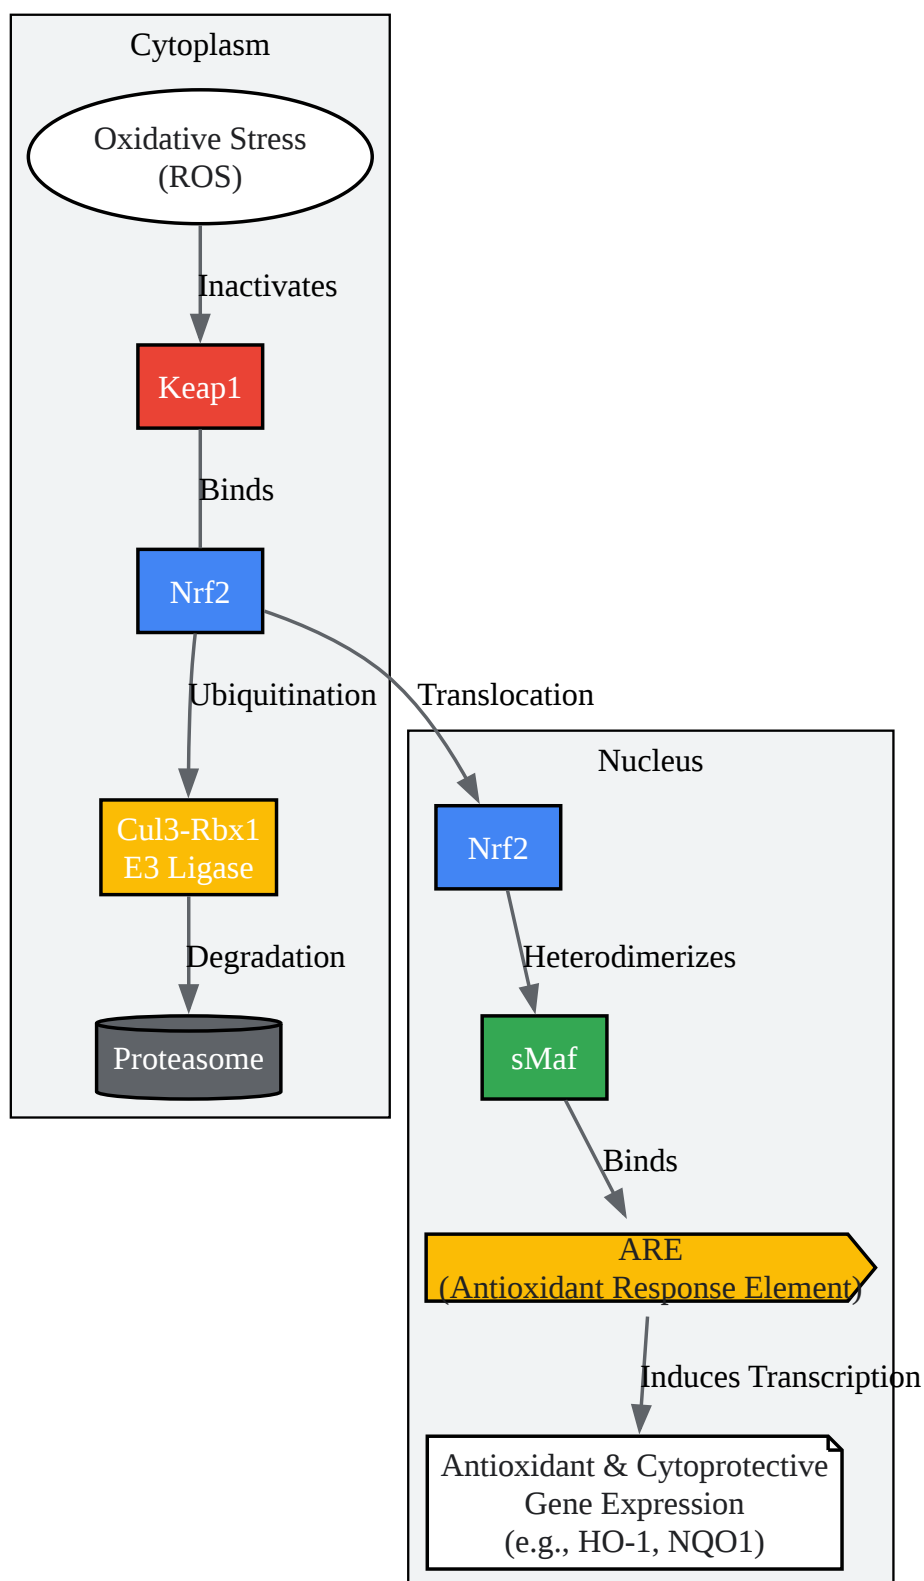 Cytoplasm
Oxidative Stress
(ROS)
Inactivates
Keap1
Binds
Nrf2
Ubiquitination
Translocation
Nucleus
Cul3-Rbx1
E3 Ligase
Nrf2
Degradation
Heterodimerizes
Proteasome
sMaf
Binds
ARE
(Antioxidant Response Element)
Induces Transcription
Antioxidant & Cytoprotective
Gene Expression
(e.g., HO-1, NQO1)